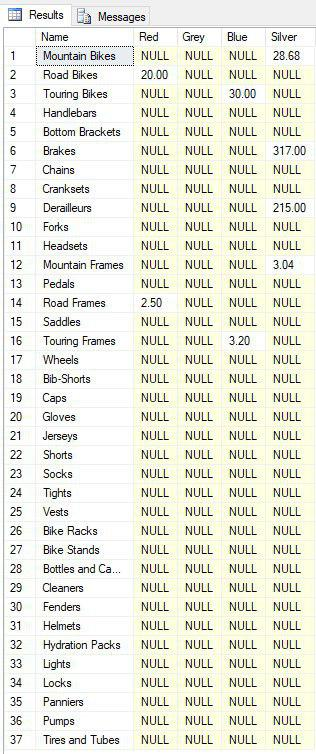 Results Messages
Name Red Grey Blue Silver
1 Mountain Bikes NULL NULL NULL 28.68
2 Road Bikes 20.00 NULL NULL NULL
3 Touring Bikes NULL NULL 30.00 NULL
4 Handlebars NULL NULL NULL NULL
5 Bottom Brackets NULL NULL NULL NULL
6 Brakes NULL NULL NULL 317.00
7 Chains NULL NULL NULL NULL
8 Cranksets NULL NULL NULL NULL
9 Derailleurs NULL NULL NULL 215.00
10 Forks NULL NULL NULL NULL
11 Headsets NULL NULL NULL NULL
12 Mountain Frames NULL NULL NULL 3.04
13 Pedals NULL NULL NULL NULL
14 Road Frames 2.50 NULL NULL NULL
15 Saddles NULL NULL NULL NULL
16 Touring Frames NULL NULL 3.20 NULL
17 Wheels NULL NULL NULL NULL
18 Bib-Shorts NULL NULL NULL NULL
19 Caps NULL NULL NULL NULL
20 Gloves NULL NULL NULL NULL
21 Jerseys NULL NULL NULL NULL
22 Shorts NULL NULL NULL NULL
23 Socks NULL NULL NULL NULL
24 Tights NULL NULL NULL NULL
25 Vests NULL NULL NULL NULL
26 Bike Racks NULL NULL NULL NULL
27 Bike Stands NULL NULL NULL NULL
28 Bottles and Ca... NULL NULL NULL NULL
29 Cleaners NULL NULL NULL NULL
30 Fenders NULL NULL NULL NULL
31 Helmets NULL NULL NULL NULL
32 Hydration Packs NULL NULL NULL NULL
33 Lights NULL NULL NULL NULL
34 Locks NULL NULL NULL NULL
35 Panniers NULL NULL NULL NULL
36 Pumps NULL NULL NULL NULL
37 Tires and Tubes NULL NULL NULL NULL